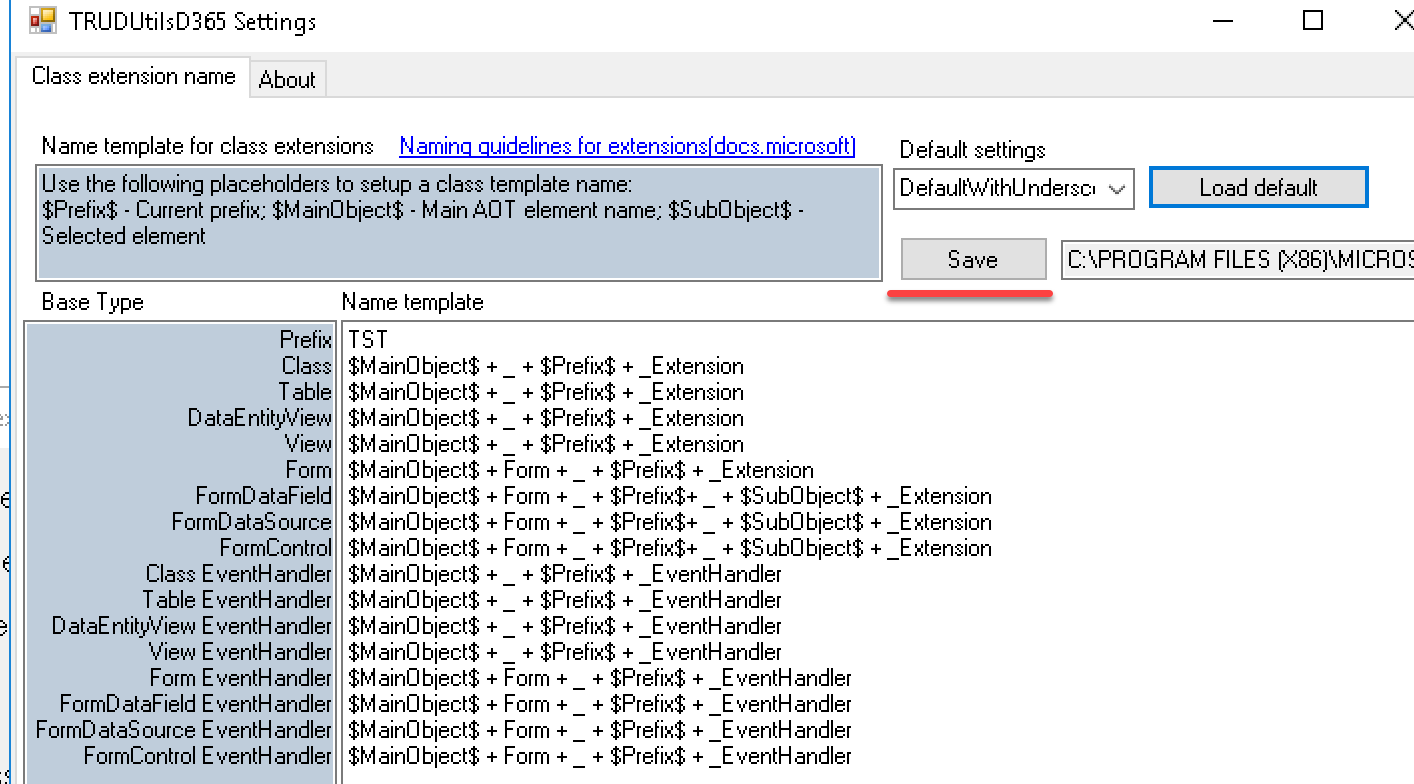 TRUDUtilsD365 Settings
Class extension name
About
Name template for class extensions
Naming guidelines for extensions(docs.microsoft)
Default settings
Use the following placeholders to setup a class template name:
$Prefix$ - Current prefix; $MainObject$ - Main AOT element name; $SubObject$ -
Selected element
DefaultWithUndersc
Load default
Save
C:\PROGRAM FILES (X86)\MICROS
Base Type
Name template
Prefix TST
Class $MainObject$ + _ + $Prefix$ + _Extension
Table $MainObject$ + _ + $Prefix$ + _Extension
DataEntityView $MainObject$ + _ + $Prefix$ + _Extension
View $MainObject$ + _ + $Prefix$ + _Extension
Form $MainObject$ + Form + _ + $Prefix$ + _Extension
FormDataField $MainObject$ + Form + _ + $Prefix$+ _ + $SubObject$ + _Extension
FormDataSource $MainObject$ + Form + _ + $Prefix$+ _ + $SubObject$ + _Extension
FormControl $MainObject$ + Form + _ + $Prefix$+ _ + $SubObject$ + _Extension
Class EventHandler $MainObject$ + _ + $Prefix$ + _EventHandler
Table EventHandler $MainObject$ + _ + $Prefix$ + _EventHandler
DataEntityView EventHandler $MainObject$ + _ + $Prefix$ + _EventHandler
View EventHandler $MainObject$ + _ + $Prefix$ + _EventHandler
Form EventHandler $MainObject$ + Form + _ + $Prefix$ + _EventHandler
FormDataField EventHandler $MainObject$ + Form + _ + $Prefix$ + _EventHandler
FormDataSource EventHandler $MainObject$ + Form + _ + $Prefix$ + _EventHandler
FormControl EventHandler $MainObject$ + Form + _ + $Prefix$ + _EventHandler